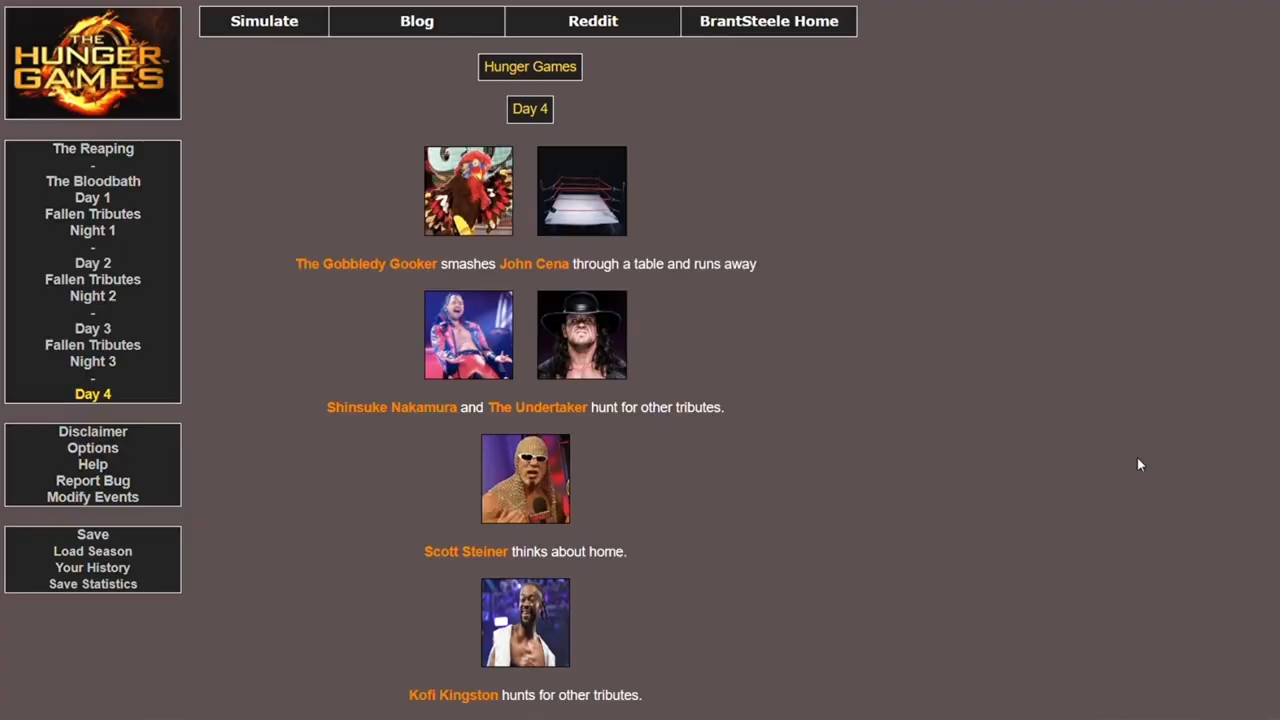 Simulate
Blog
Reddit
BrantSteele Home
THE
HUNGER
GAMES
Hunger Games
Day 4
The Reaping
-
The Bloodbath
Day 1
Fallen Tributes
Night 1
-
Day 2
Fallen Tributes
Night 2
-
Day 3
Fallen Tributes
Night 3
-
Day 4
Disclaimer
Options
Help
Report Bug
Modify Events
Save
Load Season
Your History
Save Statistics
The Gobbledy Gooker smashes John Cena through a table and runs away
Shinsuke Nakamura and The Undertaker hunt for other tributes.
Scott Steiner thinks about home.
Kofi Kingston hunts for other tributes.